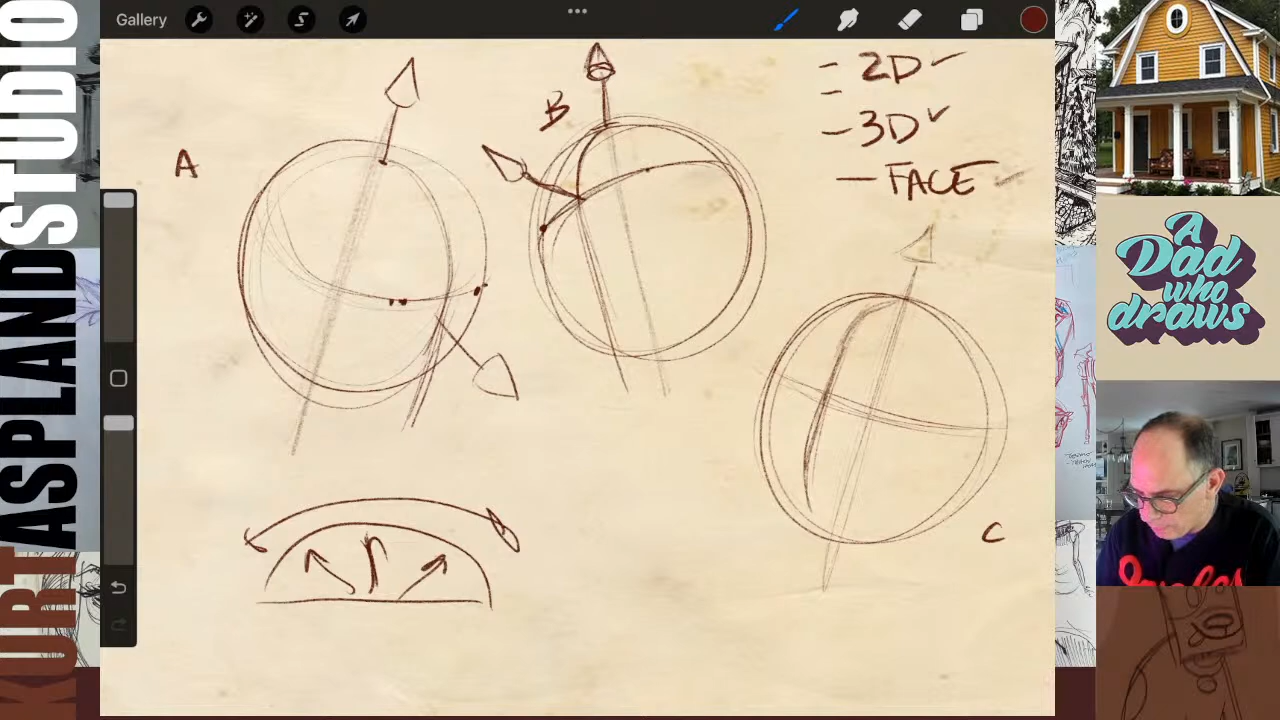 KURT ASPLAND STUDIO
Gallery
A
B
- 2D ✓
- 3D ✓
- FACE ✓
C
A
Dad
who
draws